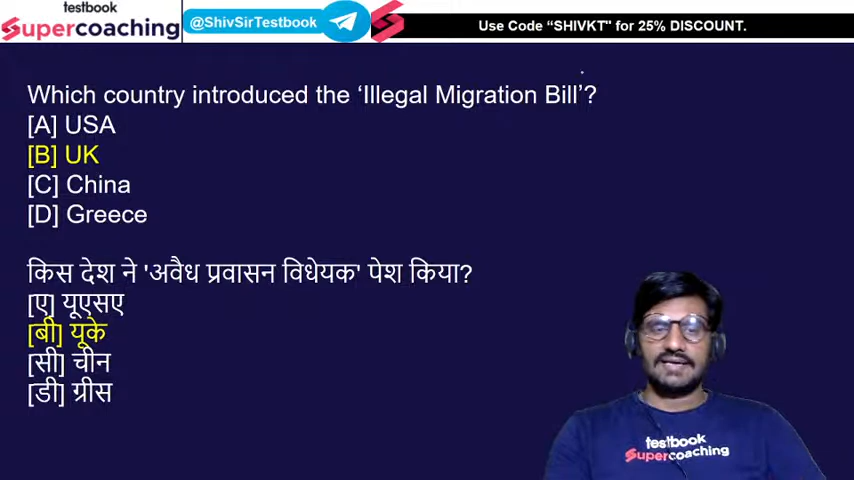 testbook
Supercoaching
@ShivSirTestbook
Use Code “SHIVKT" for 25% DISCOUNT.
Which country introduced the ‘Illegal Migration Bill’?
[A] USA
[B] UK
[C] China
[D] Greece
किस देश ने 'अवैध प्रवासन विधेयक' पेश किया?
[ए] यूएसए
[बी] यूके
[सी] चीन
[डी] ग्रीस
testbook
Supercoaching